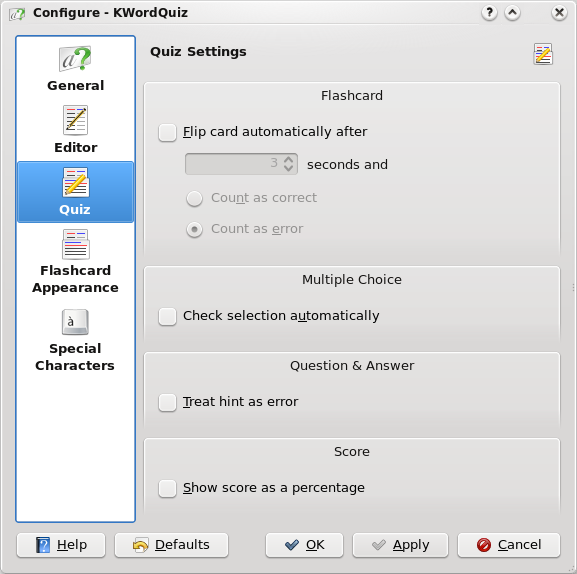 Configure - KWordQuiz
General
Editor
Quiz
Flashcard
Appearance
Special
Characters
Quiz Settings
Flashcard
Flip card automatically after
3 seconds and
Count as correct
Count as error
Multiple Choice
Check selection automatically
Question & Answer
Treat hint as error
Score
Show score as a percentage
Help Defaults OK Apply Cancel